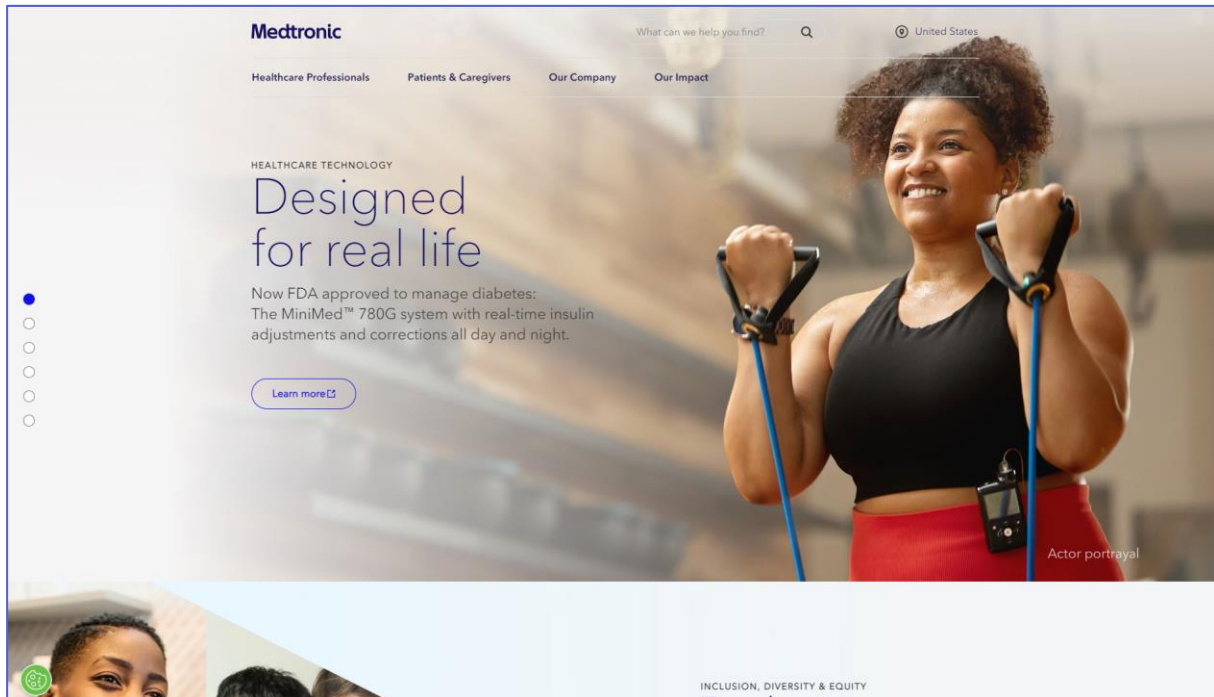 Medtronic
What can we help you find?
United States
Healthcare Professionals
Patients & Caregivers
Our Company
Our Impact
HEALTHCARE TECHNOLOGY
Designed
for real life
Now FDA approved to manage diabetes:
The MiniMed™ 780G system with real-time insulin
adjustments and corrections all day and night.
Learn more
Actor portrayal
INCLUSION, DIVERSITY & EQUITY